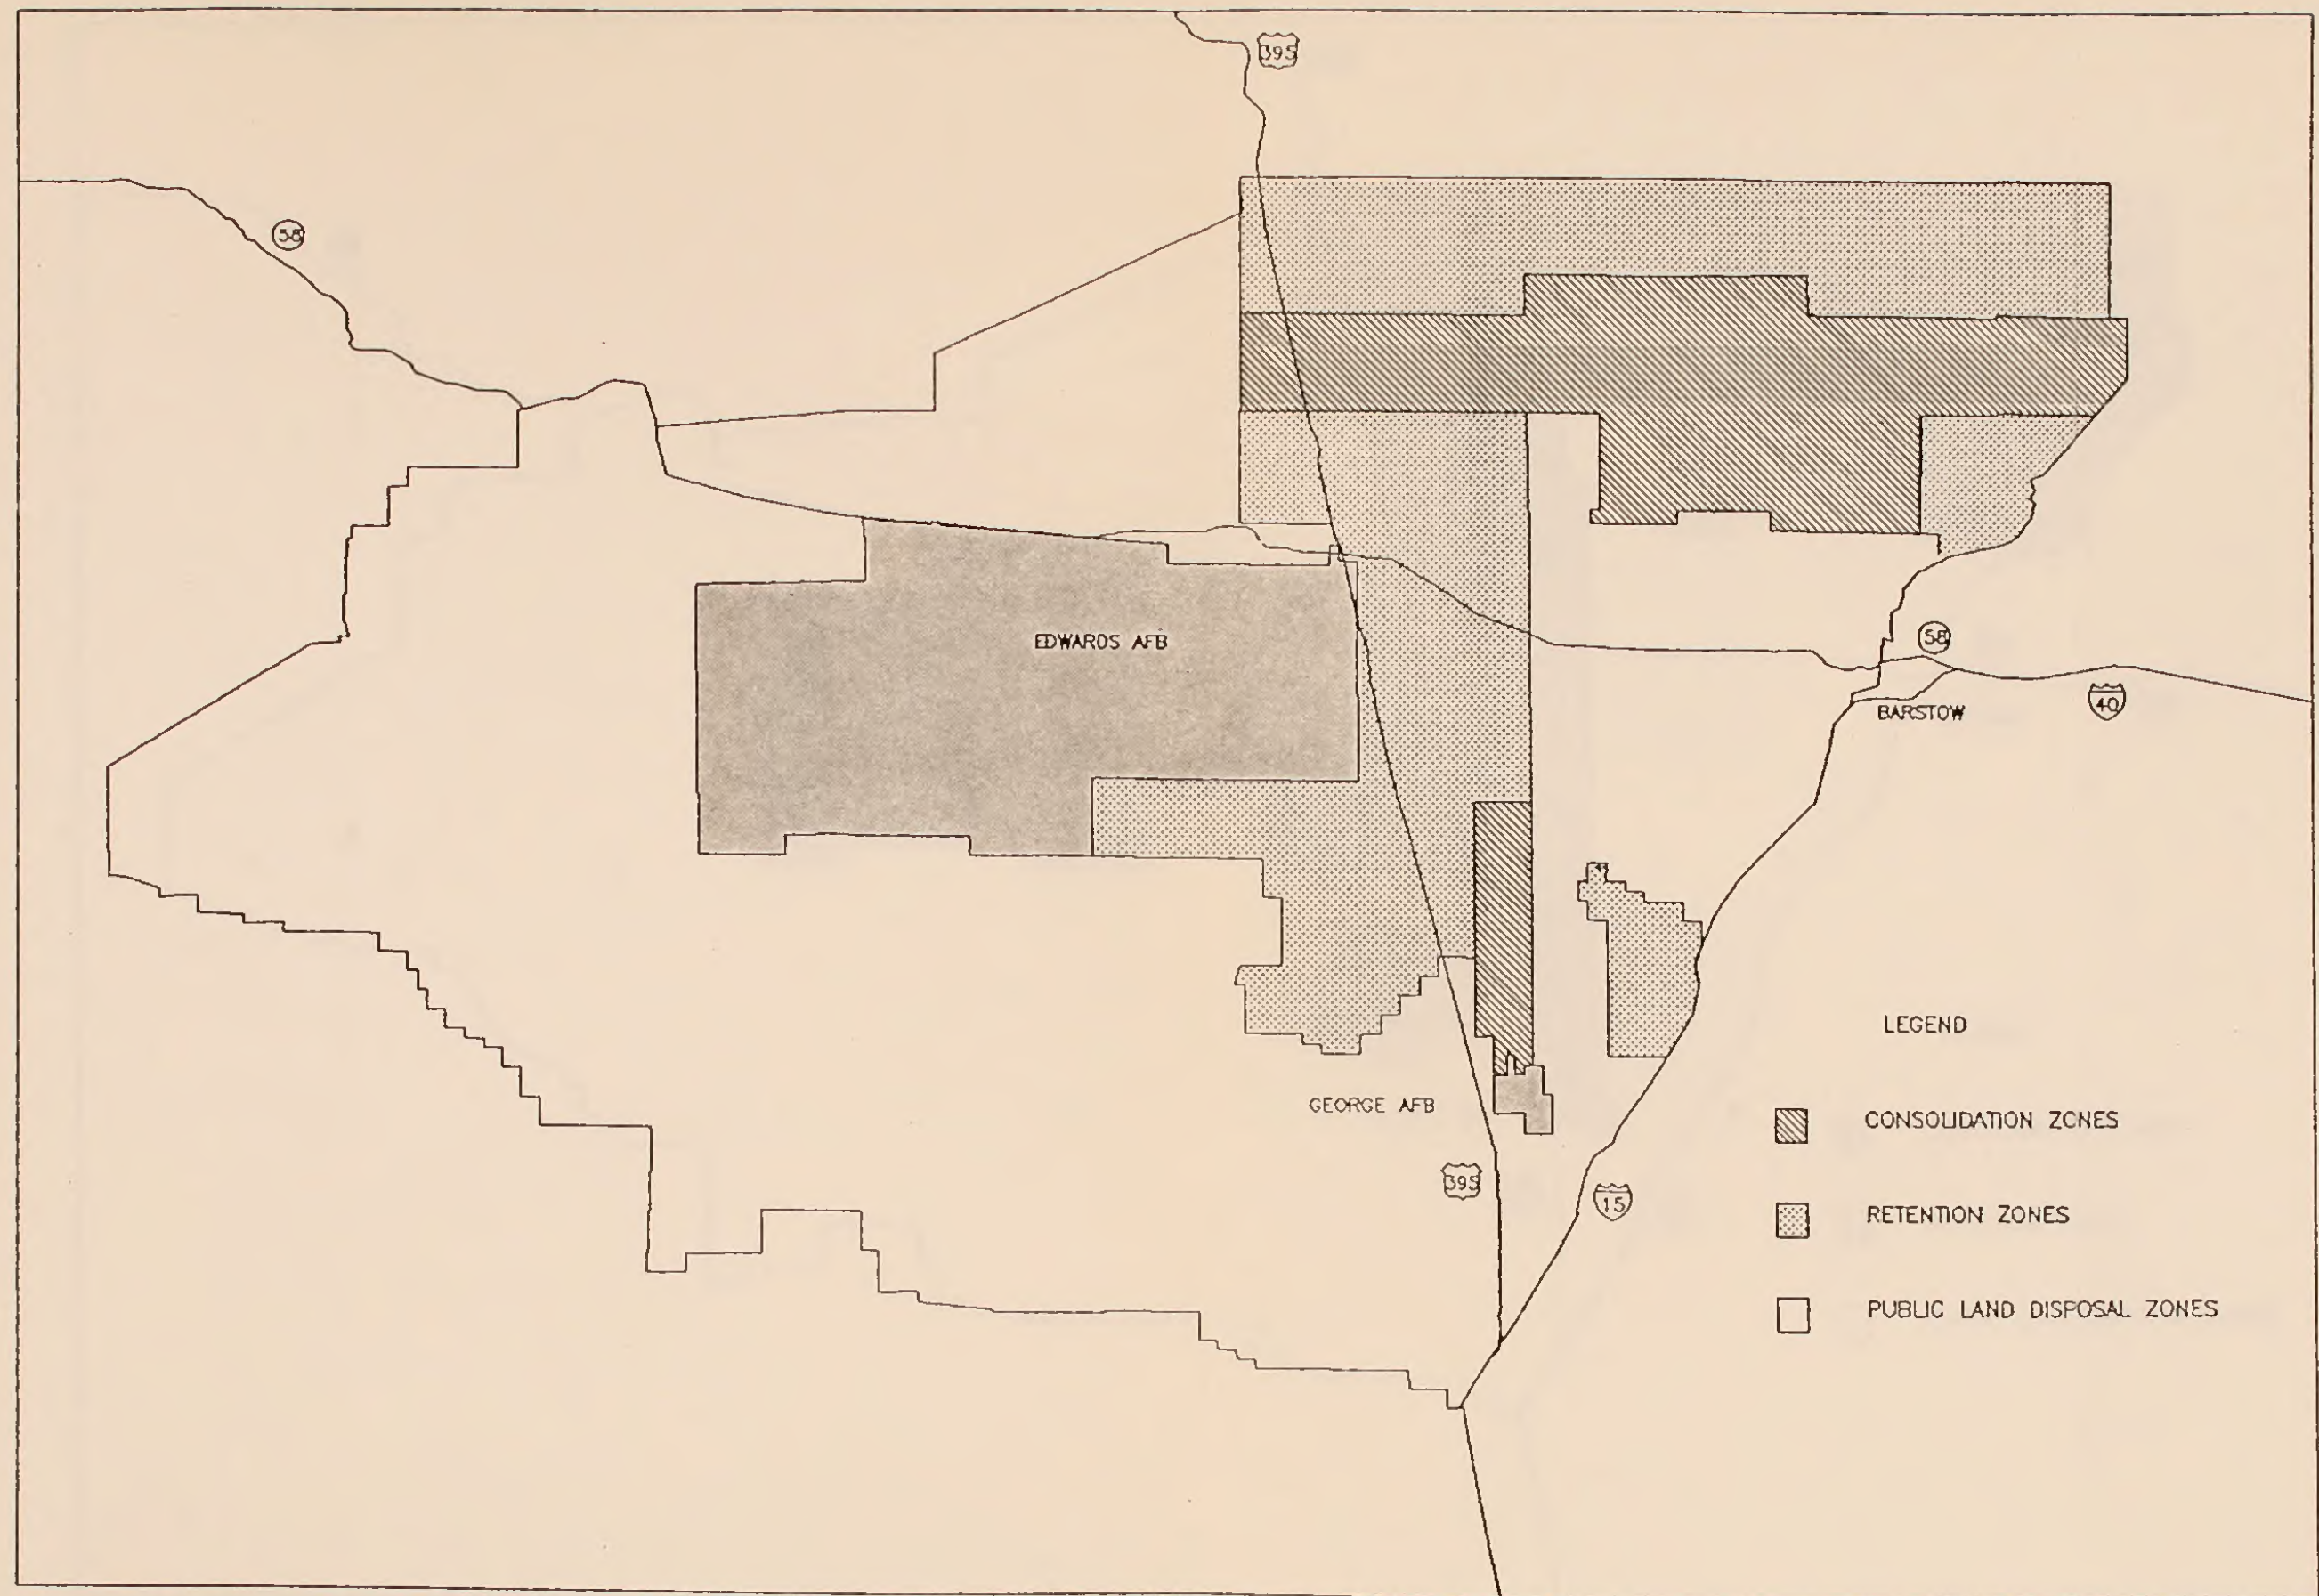 395
58
EDWARDS AFB
58
40
BARSTOW
LEGEND
GEORGE AFB
CONSOLIDATION ZONES
395
15
RETENTION ZONES
PUBLIC LAND DISPOSAL ZONES